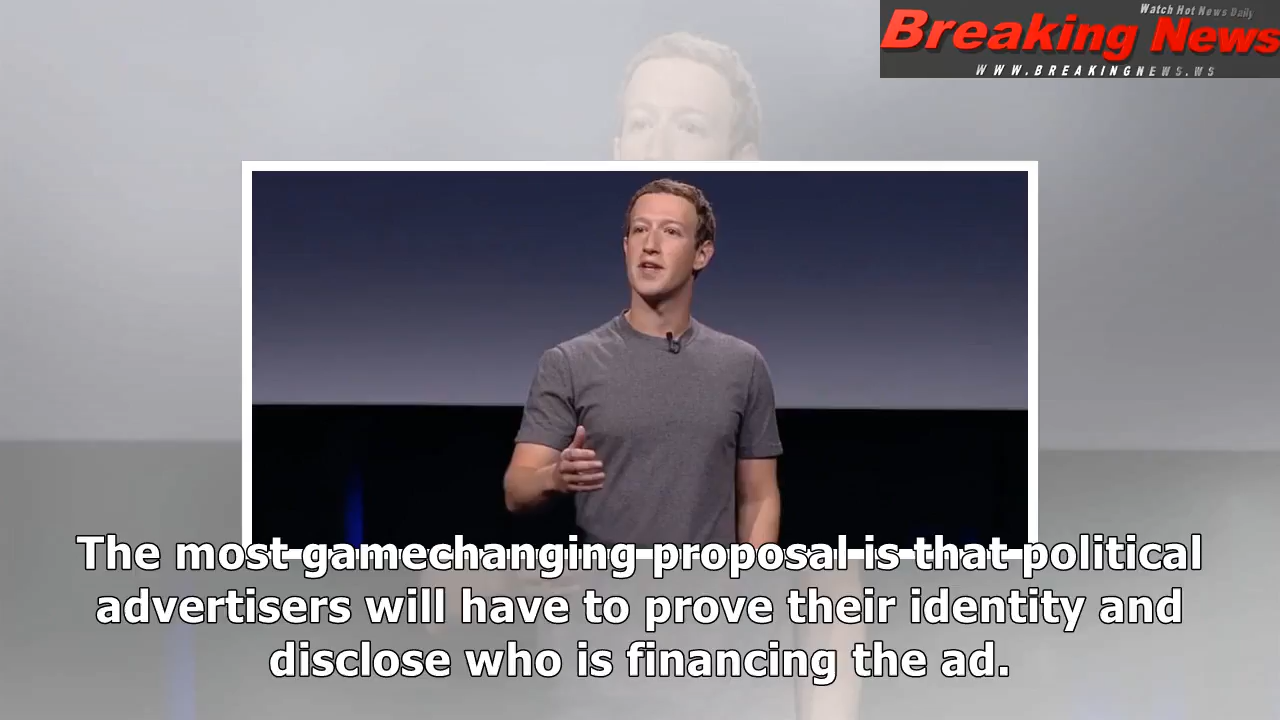 Watch Hot News Daily
Breaking News
WWW.BREAKINGNEWS.WS
The most gamechanging proposal is that political
advertisers will have to prove their identity and
disclose who is financing the ad.